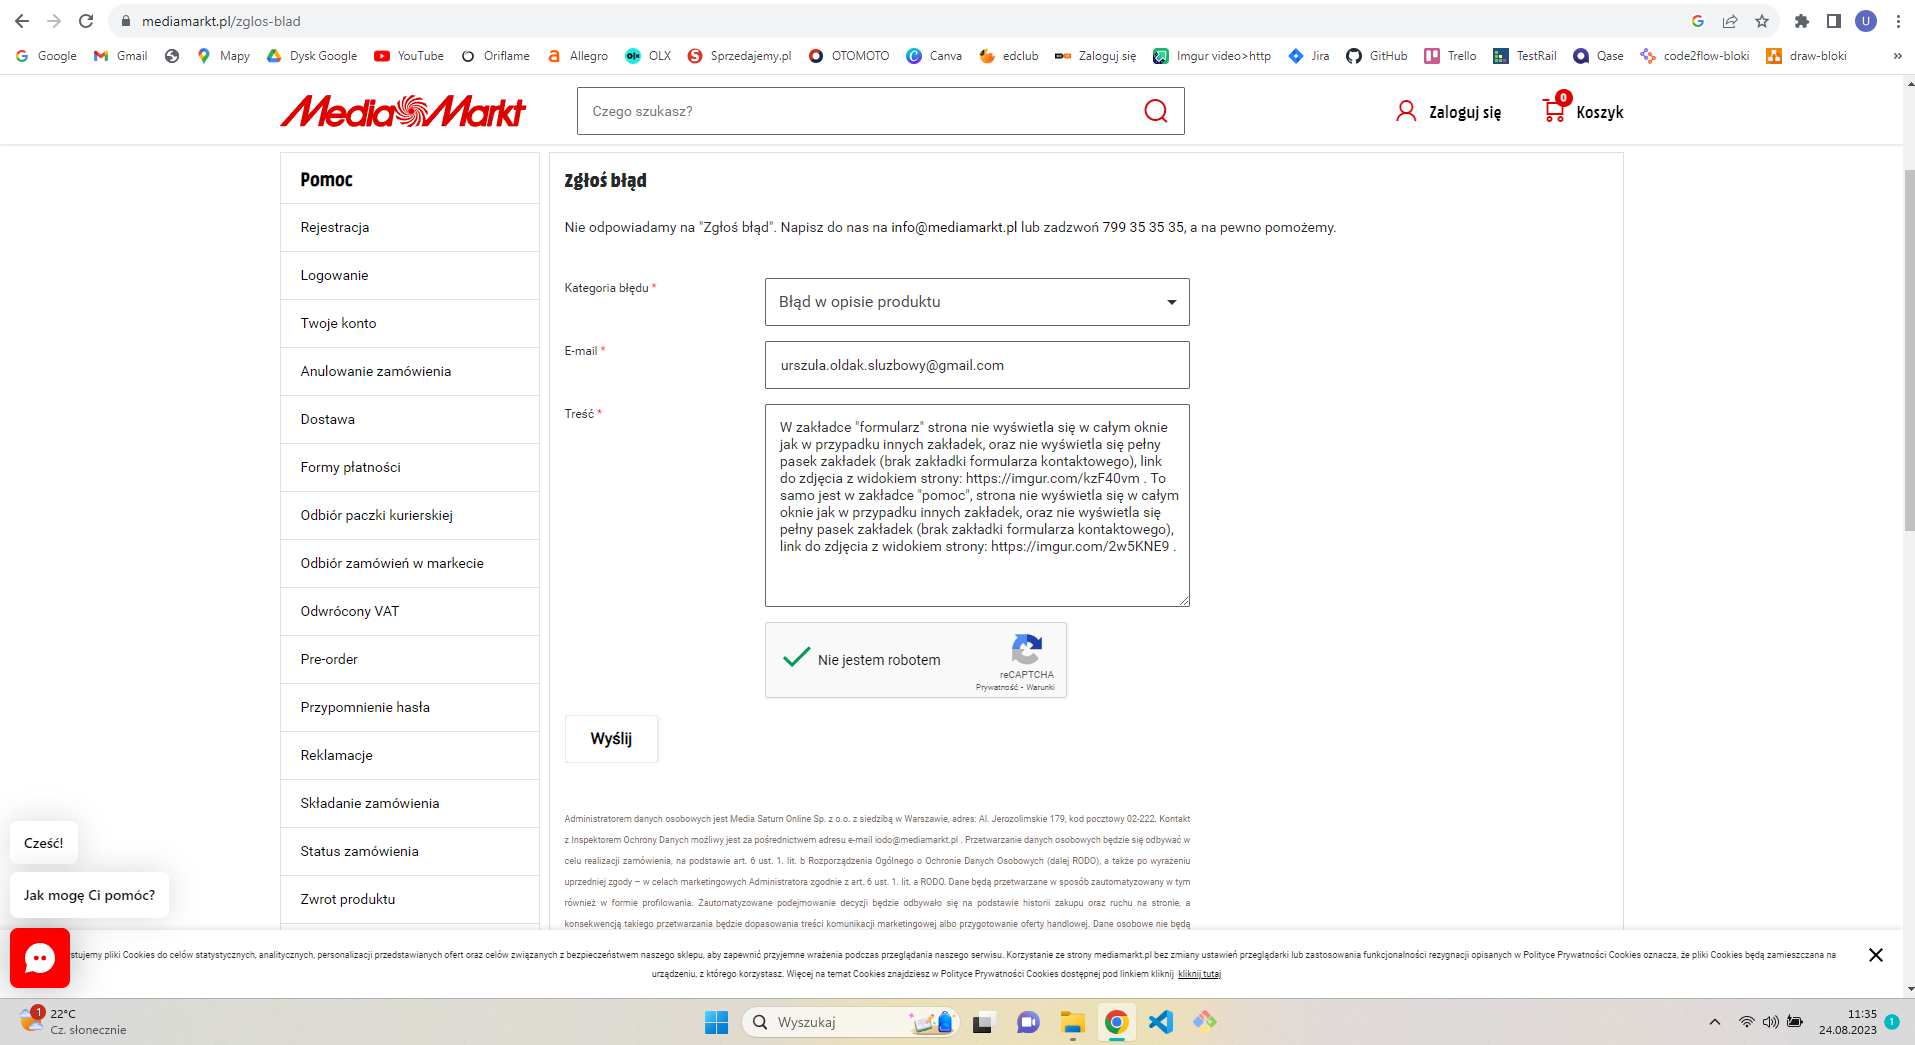 mediamarkt.pl/zglos-blad
U
Google
Gmail
Mapy
Dysk Google
YouTube
Oriflame
Allegro
OLX
Sprzedajemy.pl
OTOMOTO
Canva
edclub
Zaloguj się
Imgur video>http
Jira
GitHub
Trello
TestRail
Qase
code2flow-bloki
draw-bloki
»
MediaMarkt
Czego szukasz?
Zaloguj się
0
Koszyk
Pomoc
Rejestracja
Logowanie
Twoje konto
Anulowanie zamówienia
Dostawa
Formy płatności
Odbiór paczki kurierskiej
Odbiór zamówień w markecie
Odwrócony VAT
Pre-order
Przypomnienie hasła
Reklamacje
Składanie zamówienia
Status zamówienia
Zwrot produktu
Zgłoś błąd
Nie odpowiadamy na "Zgłoś błąd". Napisz do nas na info@mediamarkt.pl lub zadzwoń 799 35 35 35, a na pewno pomożemy.
Kategoria błędu *
Błąd w opisie produktu
E-mail *
urszula.oldak.sluzbowy@gmail.com
Treść *
W zakładce "formularz" strona nie wyświetla się w całym oknie
jak w przypadku innych zakładek, oraz nie wyświetla się pełny
pasek zakładek (brak zakładki formularza kontaktowego), link
do zdjęcia z widokiem strony: https://imgur.com/kzF40vm . To
samo jest w zakładce "pomoc", strona nie wyświetla się w całym
oknie jak w przypadku innych zakładek, oraz nie wyświetla się
pełny pasek zakładek (brak zakładki formularza kontaktowego),
link do zdjęcia z widokiem strony: https://imgur.com/2w5KNE9 .
Nie jestem robotem
reCAPTCHA
Prywatność - Warunki
Wyślij
Administratorem danych osobowych jest Media Saturn Online Sp. z o.o. z siedzibą w Warszawie, adres: Al. Jerozolimskie 179, kod pocztowy 02-222. Kontakt
z Inspektorem Ochrony Danych możliwy jest za pośrednictwem adresu e-mail iodo@mediamarkt.pl . Przetwarzanie danych osobowych będzie się odbywać w
celu realizacji zamówienia, na podstawie art. 6 ust. 1. lit. b Rozporządzenia Ogólnego o Ochronie Danych Osobowych (dalej RODO), a także po wyrażeniu
uprzedniej zgody – w celach marketingowych Administratora zgodnie z art. 6 ust. 1. lit. a RODO. Dane będą przetwarzane w sposób zautomatyzowany w tym
również w formie profilowania. Zautomatyzowane podejmowanie decyzji będzie odbywało się na podstawie historii zakupu oraz ruchu na stronie, a
konsekwencją takiego przetwarzania będzie dopasowania treści komunikacji marketingowej albo przygotowanie oferty handlowej. Dane osobowe nie będą
Cześć!
Jak mogę Ci pomóc?
stujemy pliki Cookies do celów statystycznych, analitycznych, personalizacji przedstawianych ofert oraz celów związanych z bezpieczeństwem naszego sklepu, aby zapewnić przyjemne wrażenia podczas przeglądania naszego serwisu. Korzystanie ze strony mediamarkt.pl bez zmiany ustawień przeglądarki lub zastosowania funkcjonalności rezygnacji opisanych w Polityce Prywatności Cookies oznacza, że pliki Cookies będą zamieszczana na
urządzeniu, z którego korzystasz. Więcej na temat Cookies znajdziesz w Polityce Prywatności Cookies dostępnej pod linkiem kliknij kliknij tutaj
1
22°C
Cz. słonecznie
Wyszukaj
11:35
24.08.2023
1